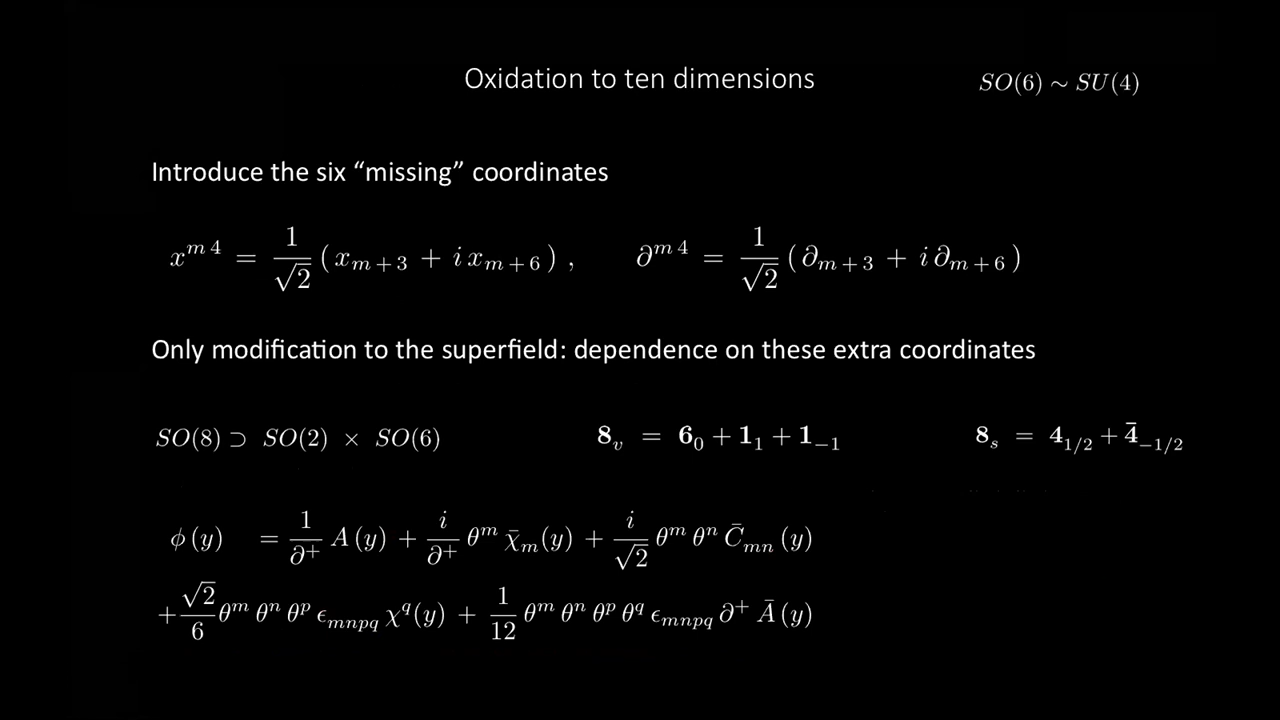 Oxidation to ten dimensions
SO(6) ∼ SU(4)
Introduce the six “missing” coordinates
x^{m 4} = \frac{1}{\sqrt{2}} ( x_{m+3} + i x_{m+6} ) , ∂^{m 4} = \frac{1}{\sqrt{2}} ( ∂_{m+3} + i ∂_{m+6} )
Only modification to the superfield: dependence on these extra coordinates
SO(8) ⊃ SO(2) × SO(6) 8_v = 6_0 + 1_1 + 1_{-1} 8_s = 4_{1/2} + \bar{4}_{-1/2}
ϕ (y) = \frac{1}{∂^+} A (y) + \frac{i}{∂^+} θ^m \bar{χ}_m (y) + \frac{i}{\sqrt{2}} θ^m θ^n \bar{C}_{mn} (y)
+ \frac{\sqrt{2}}{6} θ^m θ^n θ^p ϵ_{mnpq} χ^q (y) + \frac{1}{12} θ^m θ^n θ^p θ^q ϵ_{mnpq} ∂^+ \bar{A} (y)